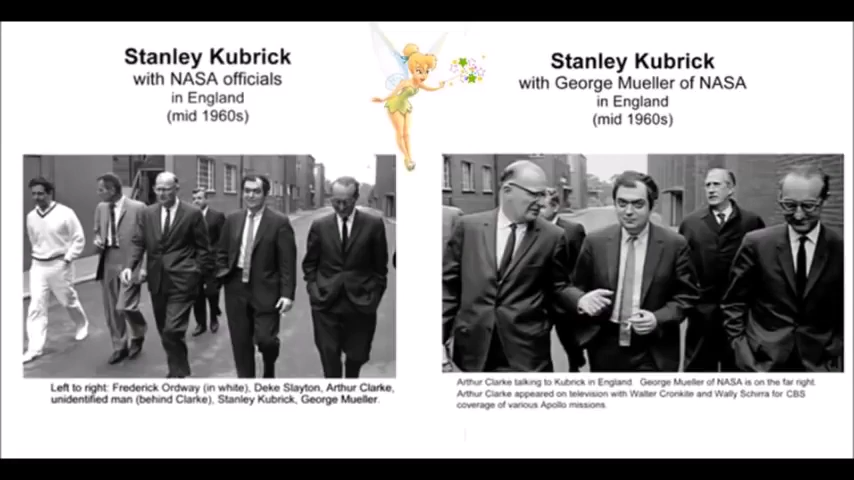 Stanley Kubrick
with NASA officials
in England
(mid 1960s)
Left to right: Frederick Ordway (in white), Deke Slayton, Arthur Clarke,
unidentified man (behind Clarke), Stanley Kubrick, George Mueller.
Stanley Kubrick
with George Mueller of NASA
in England
(mid 1960s)
Arthur Clarke talking to Kubrick in England. George Mueller of NASA is on the far right.
Arthur Clarke appeared on television with Walter Cronkite and Wally Schirra for CBS
coverage of various Apollo missions.